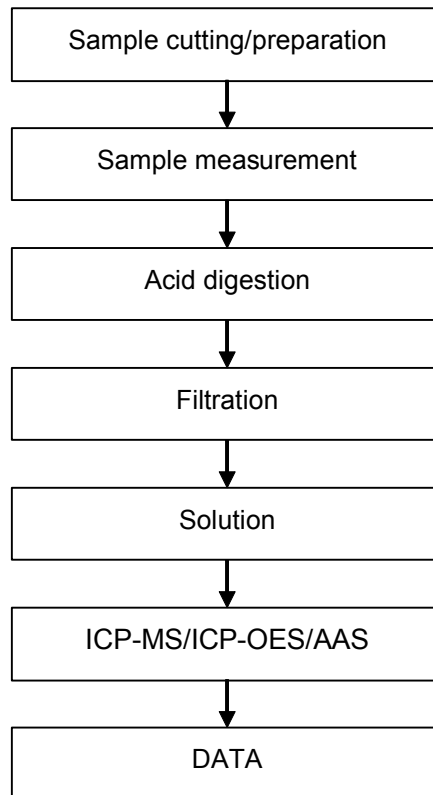 Sample cutting/preparation
Sample measurement
Acid digestion
Filtration
Solution
ICP-MS/ICP-OES/AAS
DATA